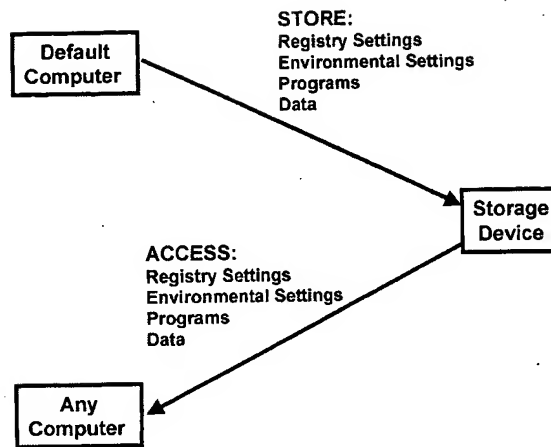 STORE:
Registry Settings
Environmental Settings
Programs
Data
Default
Computer
Storage
Device
ACCESS:
Registry Settings
Environmental Settings
Programs
Data
Any
Computer